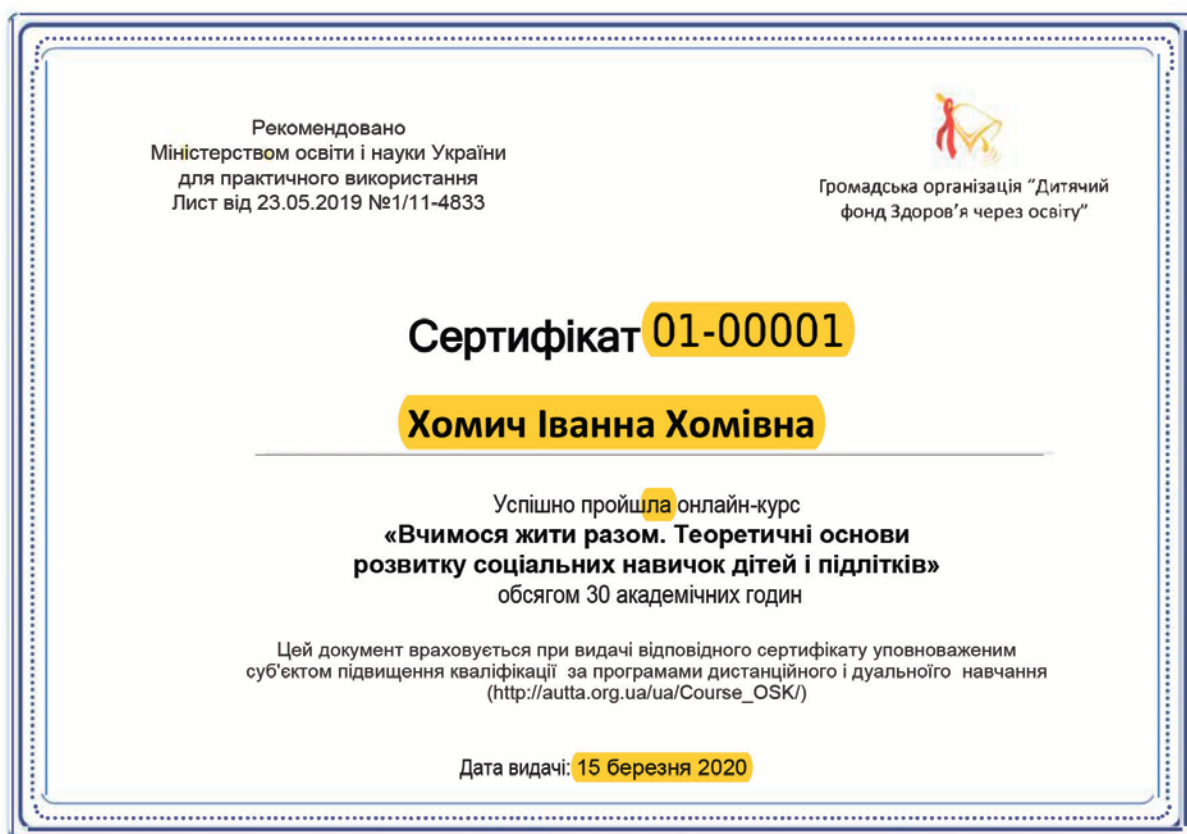 Рекомендовано
Міністерством освіти і науки України
для практичного використання
Лист від 23.05.2019 №1/11-4833
Громадська організація “Дитячий
фонд Здоров’я через освіту”
Сертифікат 01-00001
Хомич Іванна Хомівна
Успішно пройшла онлайн-курс
«Вчимося жити разом. Теоретичні основи
розвитку соціальних навичок дітей і підлітків»
обсягом 30 академічних годин
Цей документ враховується при видачі відповідного сертифікату уповноваженим
суб'єктом підвищення кваліфікації за програмами дистанційного і дуальноїго навчання
(http://autta.org.ua/ua/Course_OSK/)
Дата видачі: 15 березня 2020